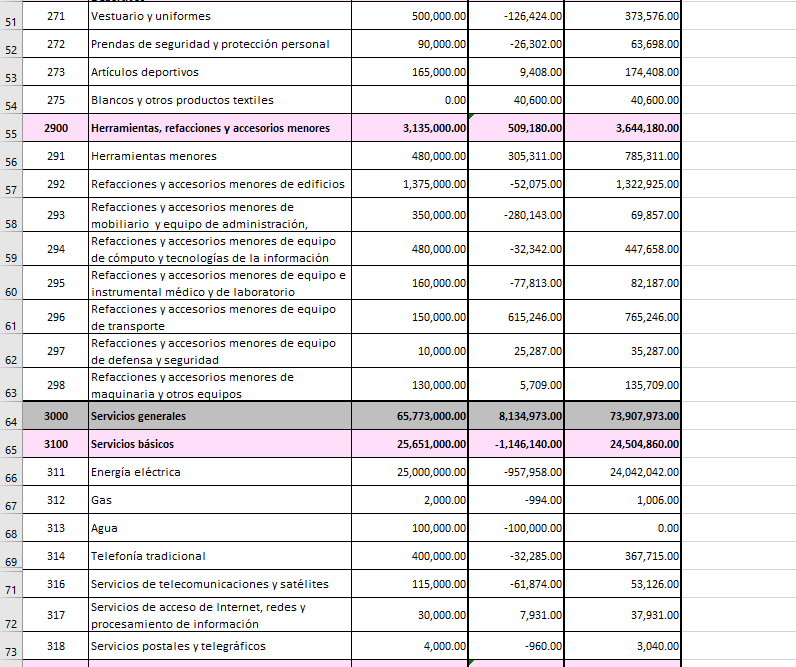 51 271 Vestuario y uniformes 500,000.00 -126,424.00 373,576.00
52 272 Prendas de seguridad y protección personal 90,000.00 -26,302.00 63,698.00
53 273 Artículos deportivos 165,000.00 9,408.00 174,408.00
54 275 Blancos y otros productos textiles 0.00 40,600.00 40,600.00
55 2900 Herramientas, refacciones y accesorios menores 3,135,000.00 509,180.00 3,644,180.00
56 291 Herramientas menores 480,000.00 305,311.00 785,311.00
57 292 Refacciones y accesorios menores de edificios 1,375,000.00 -52,075.00 1,322,925.00
58 293 Refacciones y accesorios menores de
mobiliario y equipo de administración, 350,000.00 -280,143.00 69,857.00
59 294 Refacciones y accesorios menores de equipo
de cómputo y tecnologías de la información 480,000.00 -32,342.00 447,658.00
60 295 Refacciones y accesorios menores de equipo e
instrumental médico y de laboratorio 160,000.00 -77,813.00 82,187.00
61 296 Refacciones y accesorios menores de equipo
de transporte 150,000.00 615,246.00 765,246.00
62 297 Refacciones y accesorios menores de equipo
de defensa y seguridad 10,000.00 25,287.00 35,287.00
63 298 Refacciones y accesorios menores de
maquinaria y otros equipos 130,000.00 5,709.00 135,709.00
64 3000 Servicios generales 65,773,000.00 8,134,973.00 73,907,973.00
65 3100 Servicios básicos 25,651,000.00 -1,146,140.00 24,504,860.00
66 311 Energía eléctrica 25,000,000.00 -957,958.00 24,042,042.00
67 312 Gas 2,000.00 -994.00 1,006.00
68 313 Agua 100,000.00 -100,000.00 0.00
69 314 Telefonía tradicional 400,000.00 -32,285.00 367,715.00
71 316 Servicios de telecomunicaciones y satélites 115,000.00 -61,874.00 53,126.00
72 317 Servicios de acceso de Internet, redes y
procesamiento de información 30,000.00 7,931.00 37,931.00
73 318 Servicios postales y telegráficos 4,000.00 -960.00 3,040.00